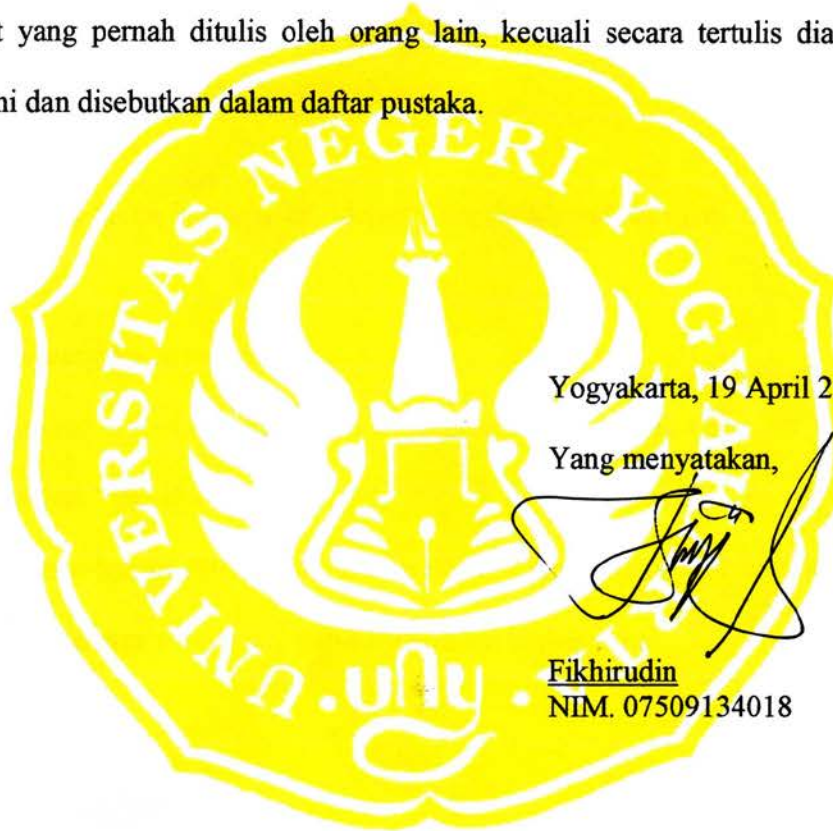 yang pernah ditulis oleh orang lain, kecuali secara tertulis
dan disebutkan dalam daftar pustaka.
UNIVERSITAS NEGERI YOGYAKARTA
Yogyakarta, 19 April 2
Yang menyatakan,
uny
Fikhirudin
NIM. 07509134018